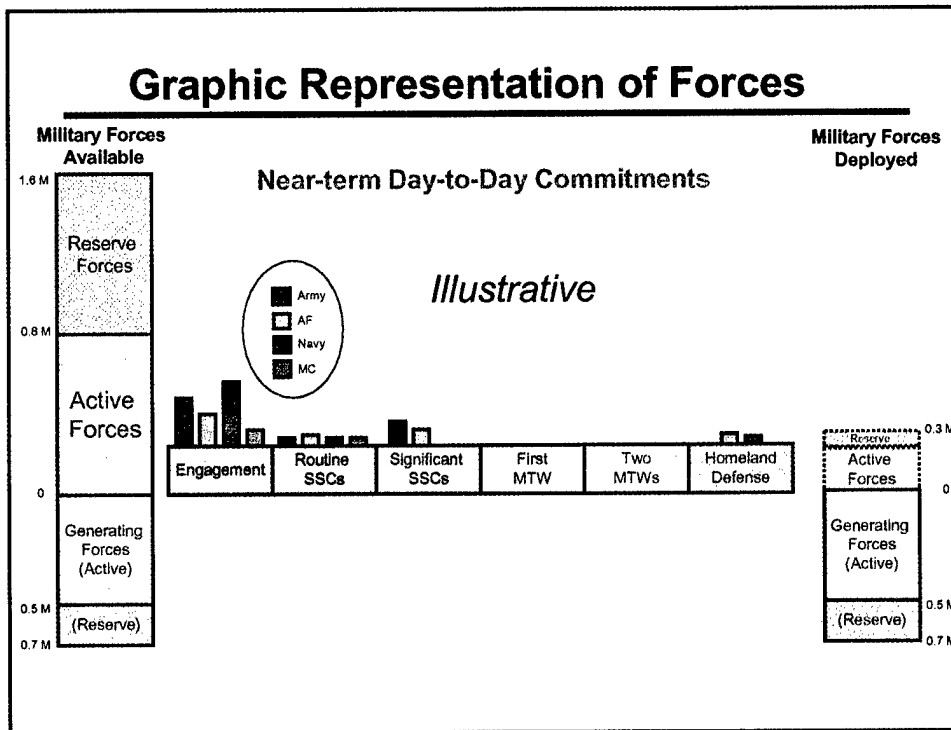 Graphic Representation of Forces
Military Forces
Available
Military Forces
Deployed
Near-term Day-to-Day Commitments
Illustrative
1.6 M
Reserve
Forces
0.8 M
Active
Forces
0
Generating
Forces
(Active)
0.5 M
(Reserve)
0.7 M
Army
AF
Navy
MC
Engagement
Routine
SSCs
Significant
SSCs
First
MTW
Two
MTWs
Homeland
Defense
0.3 M
Reserve
Active
Forces
0
Generating
Forces
(Active)
0.5 M
(Reserve)
0.7 M